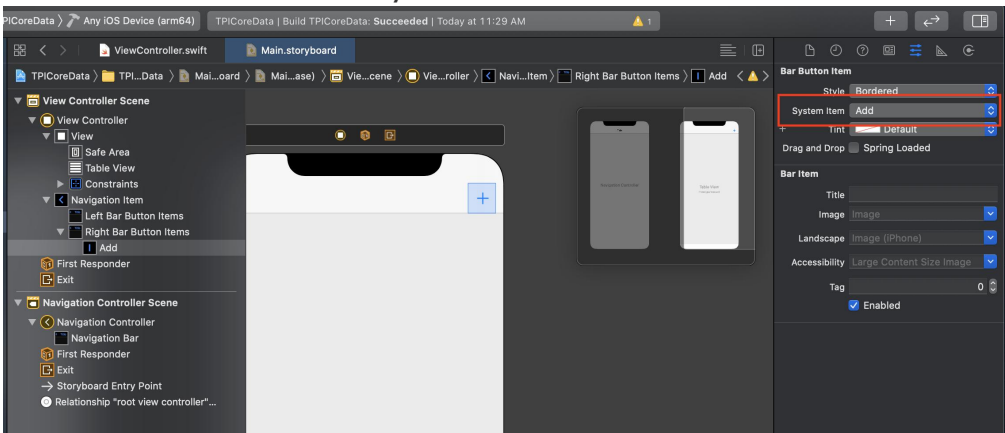 PICoreData 〉 Any iOS Device (arm64)
TPICoreData | Build TPICoreData: Succeeded | Today at 11:29 AM
1
ViewController.swift
Main.storyboard
TPICoreData 〉 TPI...Data 〉 Mai...oard 〉 Mai...ase) 〉 Vie...cene 〉 Vie...roller 〉 Navi...Item 〉 Right Bar Button Items 〉 Add
View Controller Scene
View Controller
View
Safe Area
Table View
Constraints
Navigation Item
Left Bar Button Items
Right Bar Button Items
Add
First Responder
Exit
Navigation Controller Scene
Navigation Controller
Navigation Bar
First Responder
Exit
Storyboard Entry Point
Relationship "root view controller"...
Navigation Controller
Table View
Bar Button Item
Style Bordered
System Item Add
+ Tint Default
Drag and Drop Spring Loaded
Bar Item
Title
Image Image
Landscape Image (iPhone)
Accessibility Large Content Size Image
Tag 0
Enabled